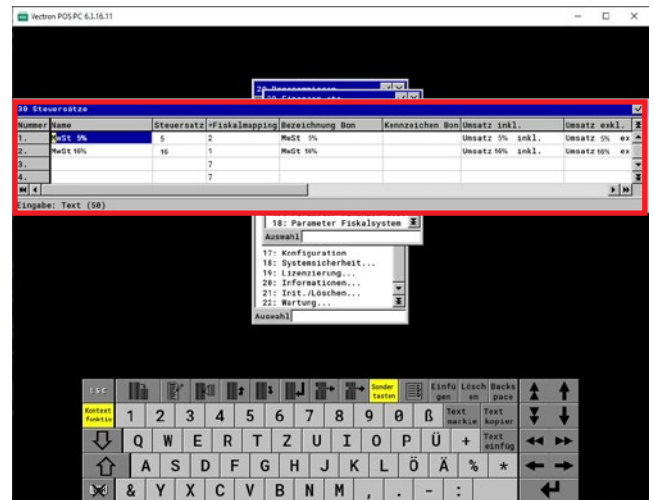 Vectron POS PC 6.3.16.11
30 Steuersätze
Nummer Name Steuersatz *Fiskalmapping Bezeichnung Bon Kennzeichen Bon Umsatz inkl. Umsatz exkl.
1. MwSt 5% 5 2 MwSt 5% Umsatz 5% inkl. Umsatz 5% ex
2. MwSt 16% 16 1 MwSt 16% Umsatz 16% inkl. Umsatz 16% ex
3. 7
4. 7
Eingabe: Text (50)
18: Parameter Fiskalsystem
Auswahl
17: Konfiguration
18: Systemsicherheit...
19: Lizenzierung...
20: Informationen...
21: Init./Löschen...
22: Wartung...
Auswahl
ESC Sonder tasten Einfü gen Lösch en Backs pace
Kontext funktio 1 2 3 4 5 6 7 8 9 0 ß Text markie Text kopier
Q W E R T Z U I O P Ü + Text einfüg
A S D F G H J K L Ö Ä % *
& Y X C V B N M , . - :